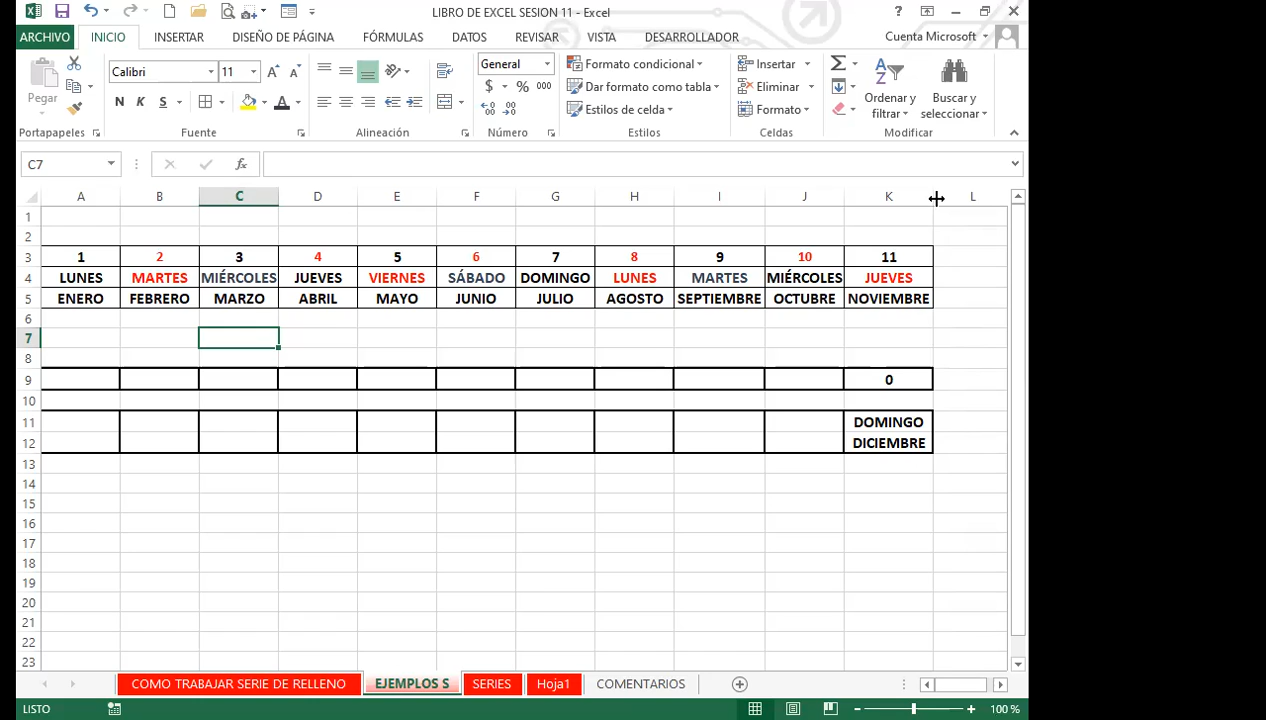 LIBRO DE EXCEL SESION 11 - Excel
ARCHIVO INICIO INSERTAR DISEÑO DE PÁGINA FÓRMULAS DATOS REVISAR VISTA DESARROLLADOR Cuenta Microsoft
Calibri 11 General Formato condicional Insertar
Pegar N K S $ % 000 Dar formato como tabla Eliminar Ordenar y filtrar Buscar y seleccionar
Estilos de celda Formato
Portapapeles Fuente Alineación Número Estilos Celdas Modificar
C7 fx
A B C D E F G H I J K L
1
2
3 1 2 3 4 5 6 7 8 9 10 11
4 LUNES MARTES MIÉRCOLES JUEVES VIERNES SÁBADO DOMINGO LUNES MARTES MIÉRCOLES JUEVES
5 ENERO FEBRERO MARZO ABRIL MAYO JUNIO JULIO AGOSTO SEPTIEMBRE OCTUBRE NOVIEMBRE
6
7
8
9 0
10
11 DOMINGO
12 DICIEMBRE
13
14
15
16
17
18
19
20
21
22
23
COMO TRABAJAR SERIE DE RELLENO EJEMPLOS S SERIES Hoja1 COMENTARIOS
LISTO 100 %